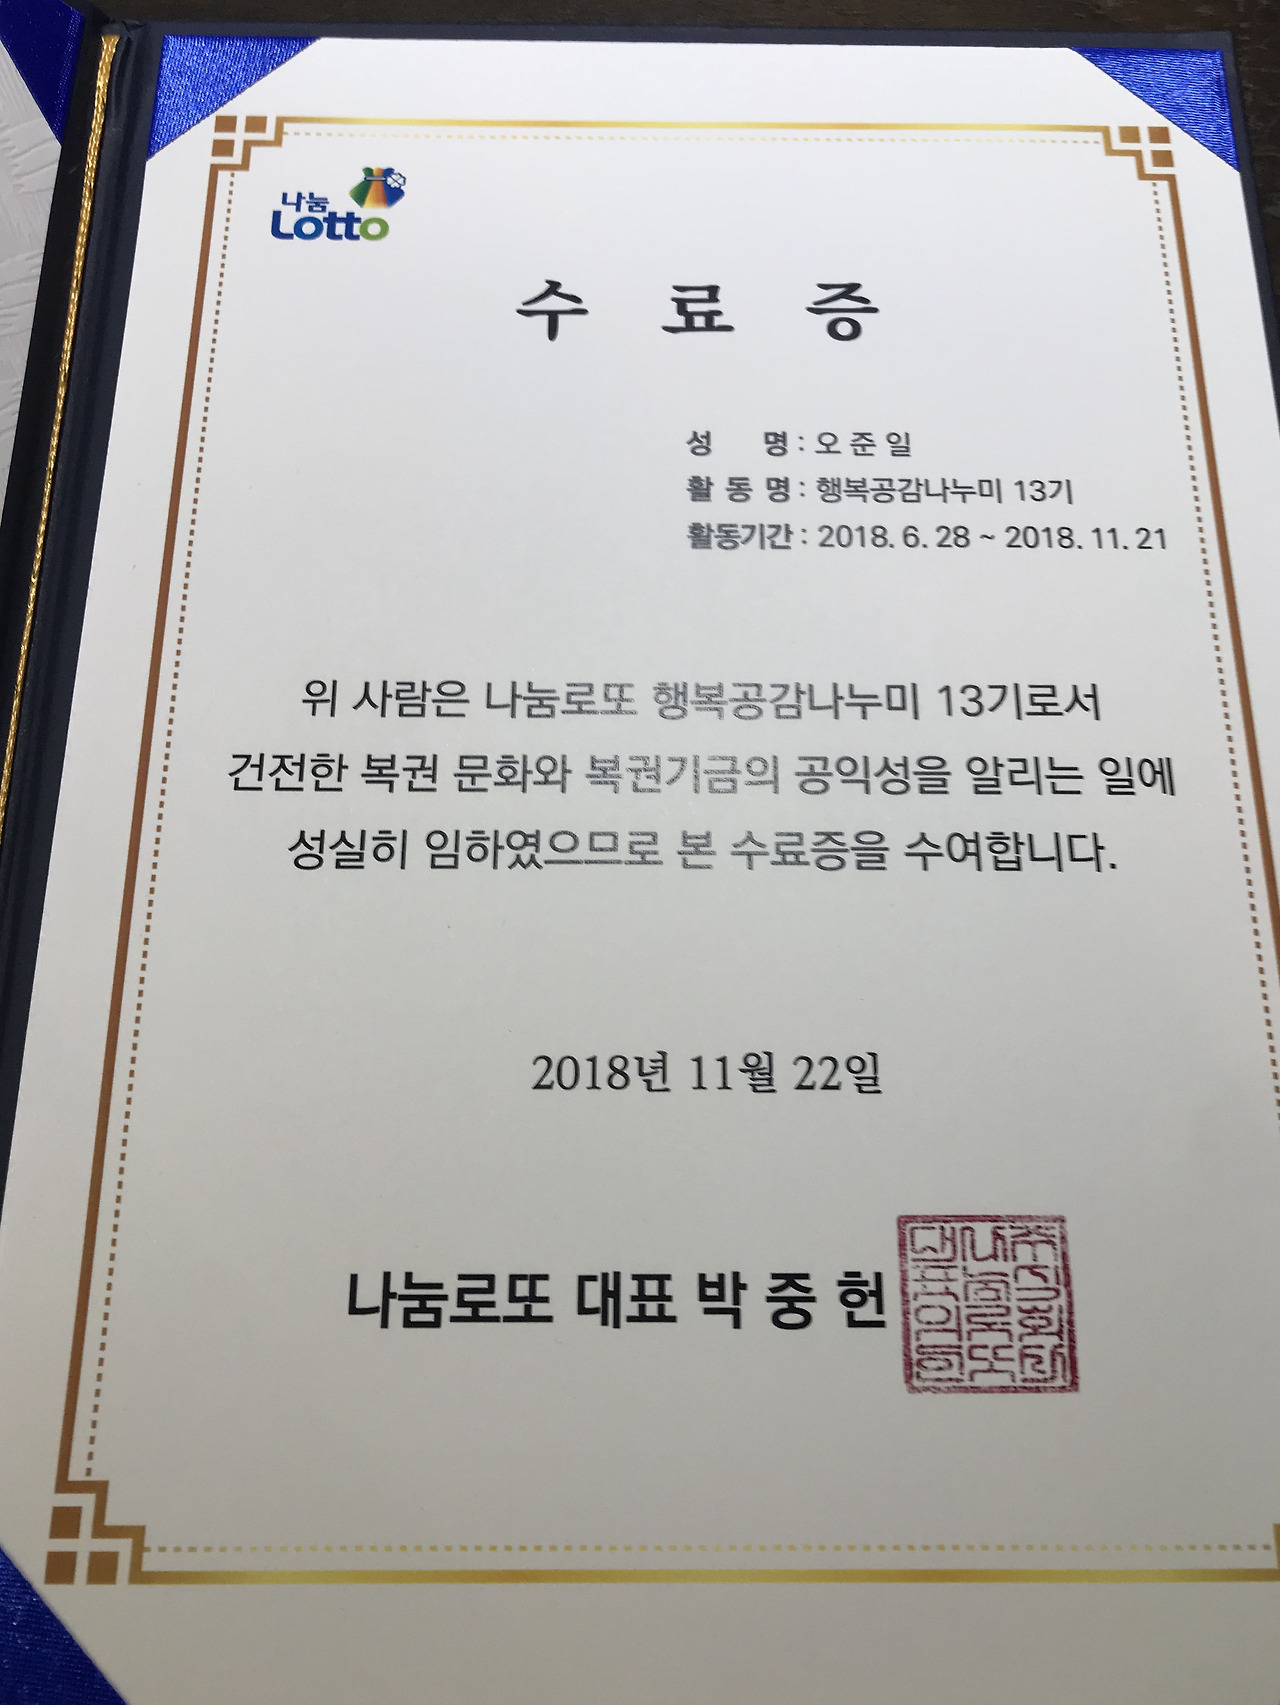 나눔
Lotto
수 료 증
성 명 : 오 준 일
활 동 명 : 행복공감나누미 13기
활동기간 : 2018. 6. 28 ~ 2018. 11. 21
위 사람은 나눔로또 행복공감나누미 13기로서
건전한 복권 문화와 복권기금의 공익성을 알리는 일에
성실히 임하였으므로 본 수료증을 수여합니다.
2018년 11월 22일
나눔로또 대표 박 중 헌